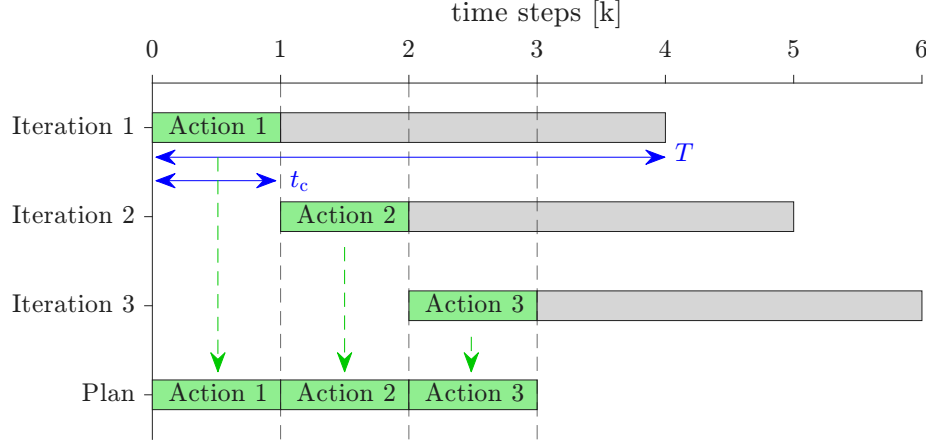 time steps [k]
0 1 2 3 4 5 6
Iteration 1 Action 1
T
t_c
Iteration 2 Action 2
Iteration 3 Action 3
Plan Action 1 Action 2 Action 3